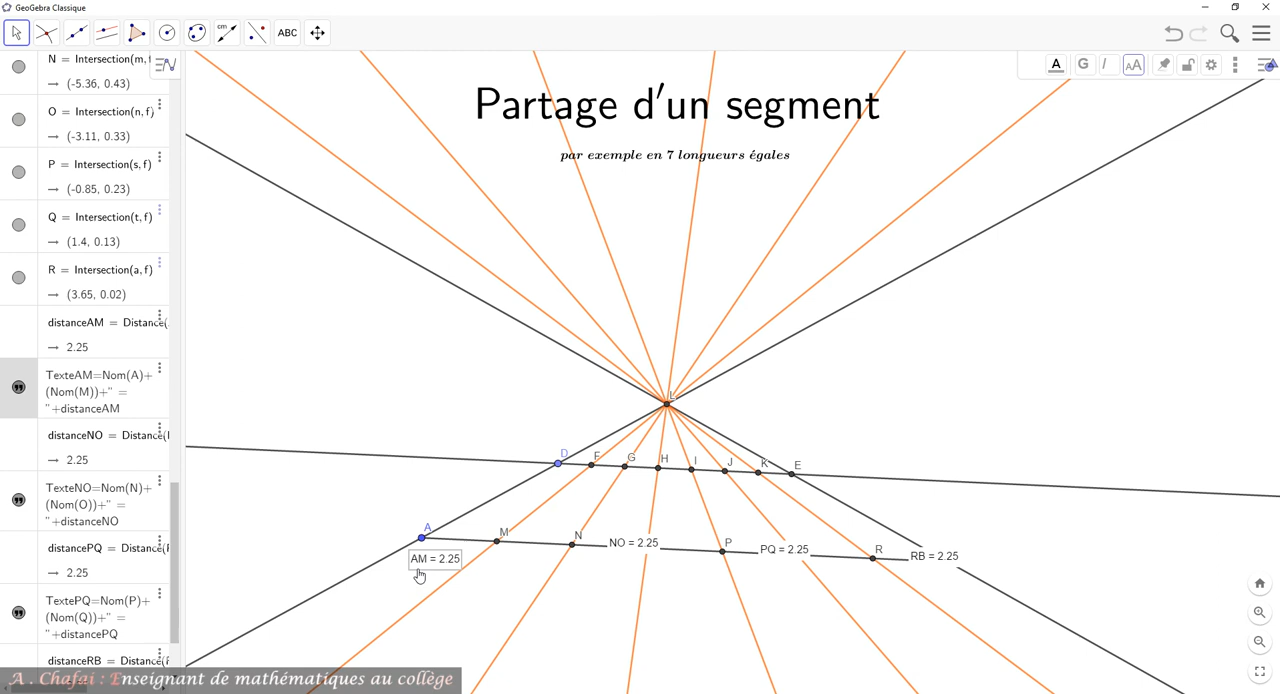 GeoGebra Classique
cm
ABC
N = Intersection(m,
→ (-5.36, 0.43)
O = Intersection(n, f)
→ (-3.11, 0.33)
P = Intersection(s, f)
→ (-0.85, 0.23)
Q = Intersection(t, f)
→ (1.4, 0.13)
R = Intersection(a, f)
→ (3.65, 0.02)
distanceAM = Distance(
→ 2.25
TexteAM=Nom(A)+
(Nom(M))+" =
"+distanceAM
distanceNO = Distance(
→ 2.25
TexteNO=Nom(N)+
(Nom(O))+" =
"+distanceNO
distancePQ = Distance(
→ 2.25
TextePQ=Nom(P)+
(Nom(Q))+" =
"+distancePQ
distanceRB = Distance(
A G I AA
Partage d'un segment
par exemple en 7 longueurs égales
L
D F G H I J K E
A M N NO = 2.25 P PQ = 2.25 R RB = 2.25
AM = 2.25
A . Chafai : Enseignant de mathématiques au collège